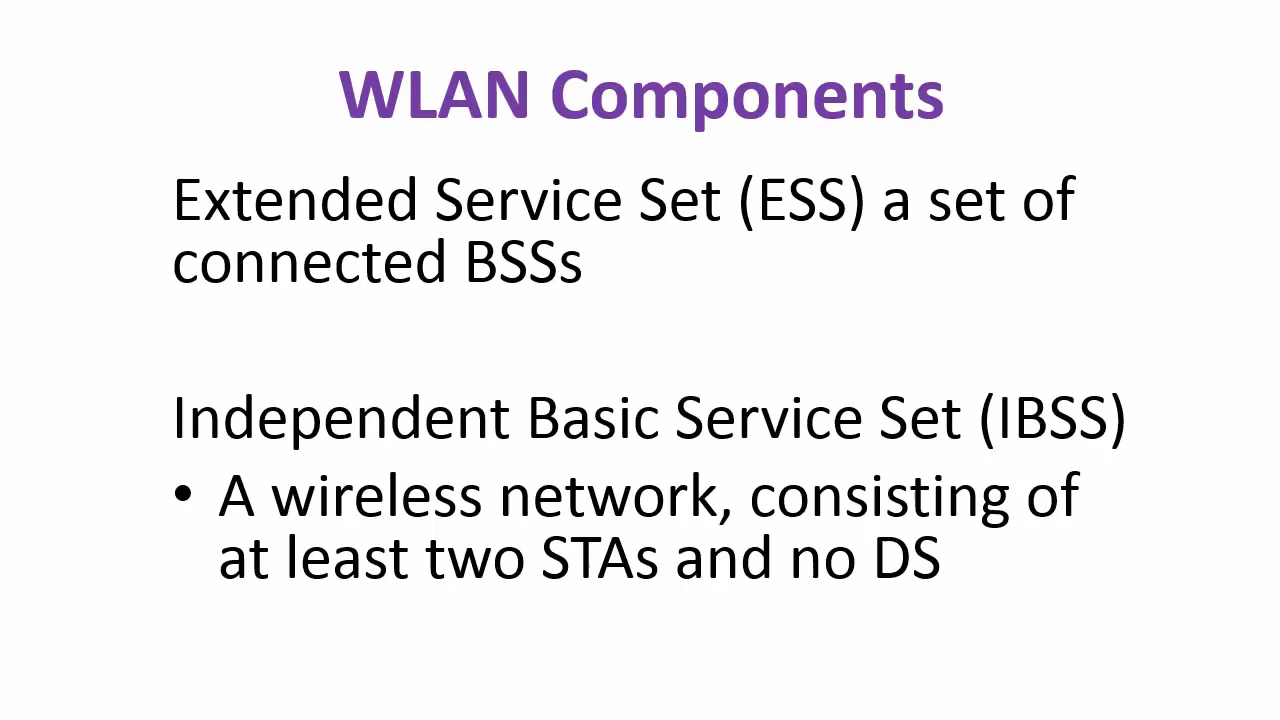 WLAN Components
Extended Service Set (ESS) a set of
connected BSSs
Independent Basic Service Set (IBSS)
• A wireless network, consisting of
at least two STAs and no DS